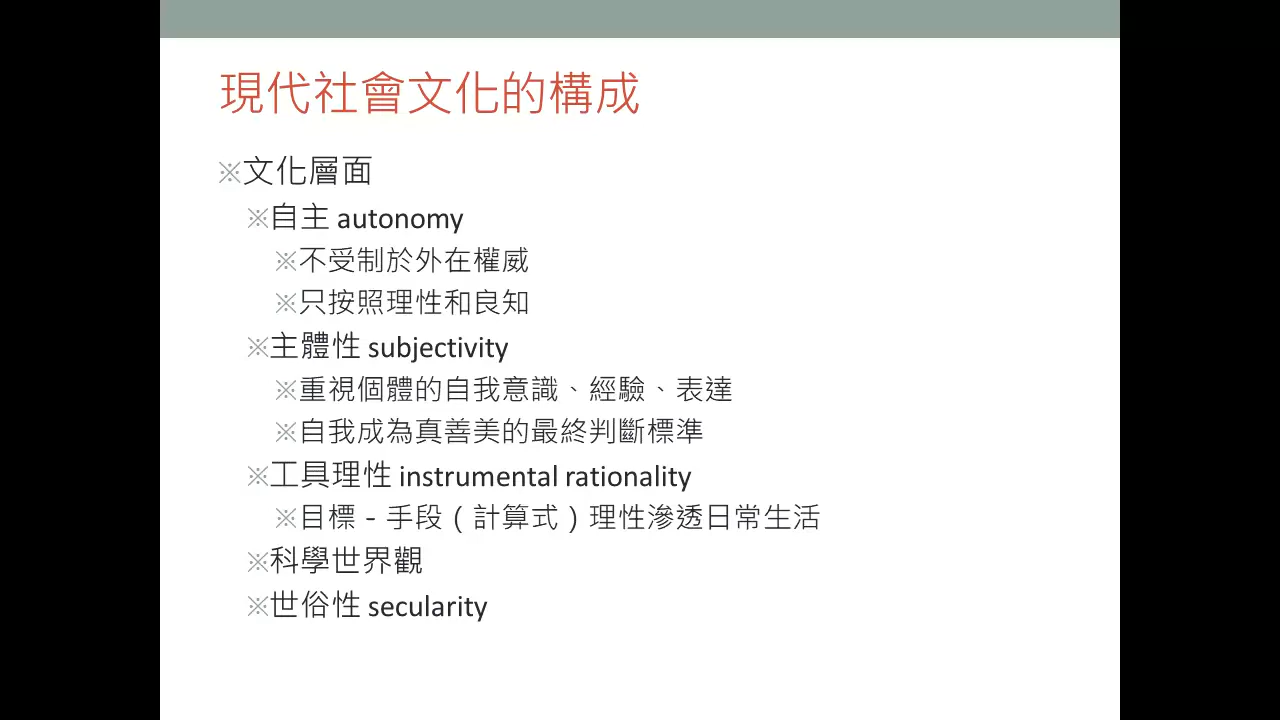 現代社會文化的構成
※文化層面
※自主 autonomy
※不受制於外在權威
※只按照理性和良知
※主體性 subjectivity
※重視個體的自我意識、經驗、表達
※自我成為真善美的最終判斷標準
※工具理性 instrumental rationality
※目標－手段（計算式）理性滲透日常生活
※科學世界觀
※世俗性 secularity